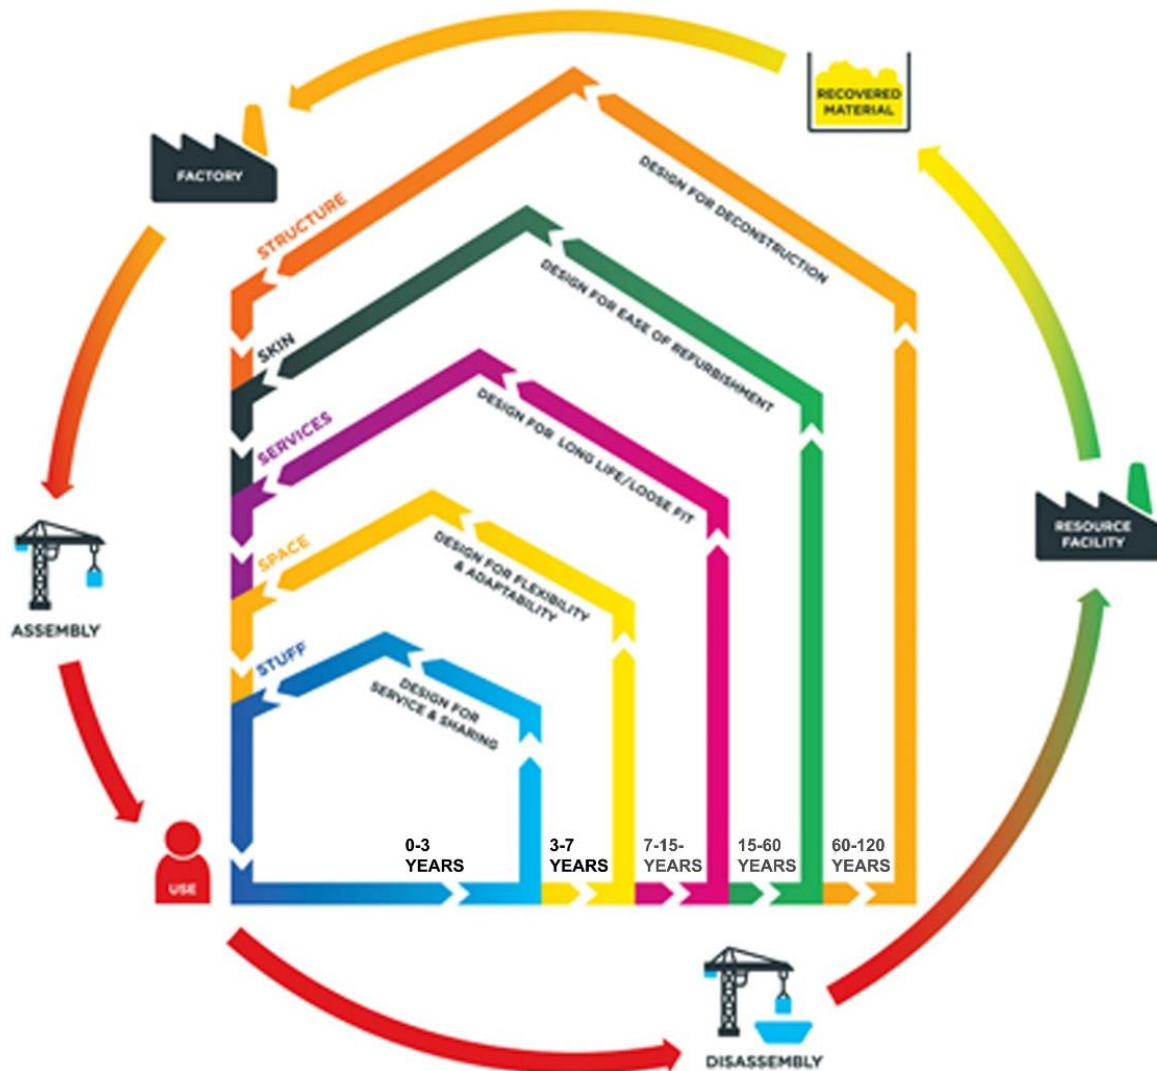 RECOVERED
MATERIAL
FACTORY
STRUCTURE
DESIGN FOR DECONSTRUCTION
SKIN
DESIGN FOR EASE OF REFURBISHMENT
SERVICES
DESIGN FOR LONG LIFE/LOOSE FIT
SPACE
DESIGN FOR FLEXIBILITY
& ADAPTABILITY
STUFF
DESIGN FOR
SERVICE & SHARING
RESOURCE
FACILITY
ASSEMBLY
0-3
YEARS
3-7
YEARS
7-15-
YEARS
15-60
YEARS
60-120
YEARS
USE
DISASSEMBLY